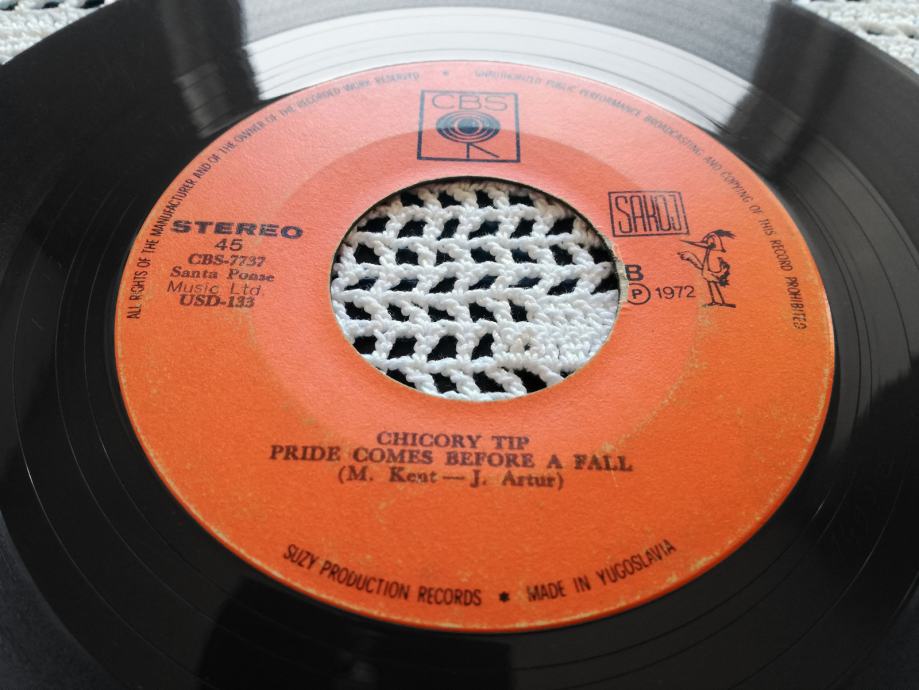 ALL RIGHTS OF THE MANUFACTURER AND OF THE OWNER OF THE RECORDED WORK RESERVED * UNAUTHORIZED PUBLIC PERFORMANCE BROADCASTING AND COPYING OF THIS RECORD PROHIBITED
CBS
STEREO
45
CBS-7737
Santa Ponse
Music Ltd
USD-133
SAKOJ
B
Ⓟ 1972
CHICORY TIP
PRIDE COMES BEFORE A FALL
(M. Kent — J. Artur)
SUZY PRODUCTION RECORDS * MADE IN YUGOSLAVIA